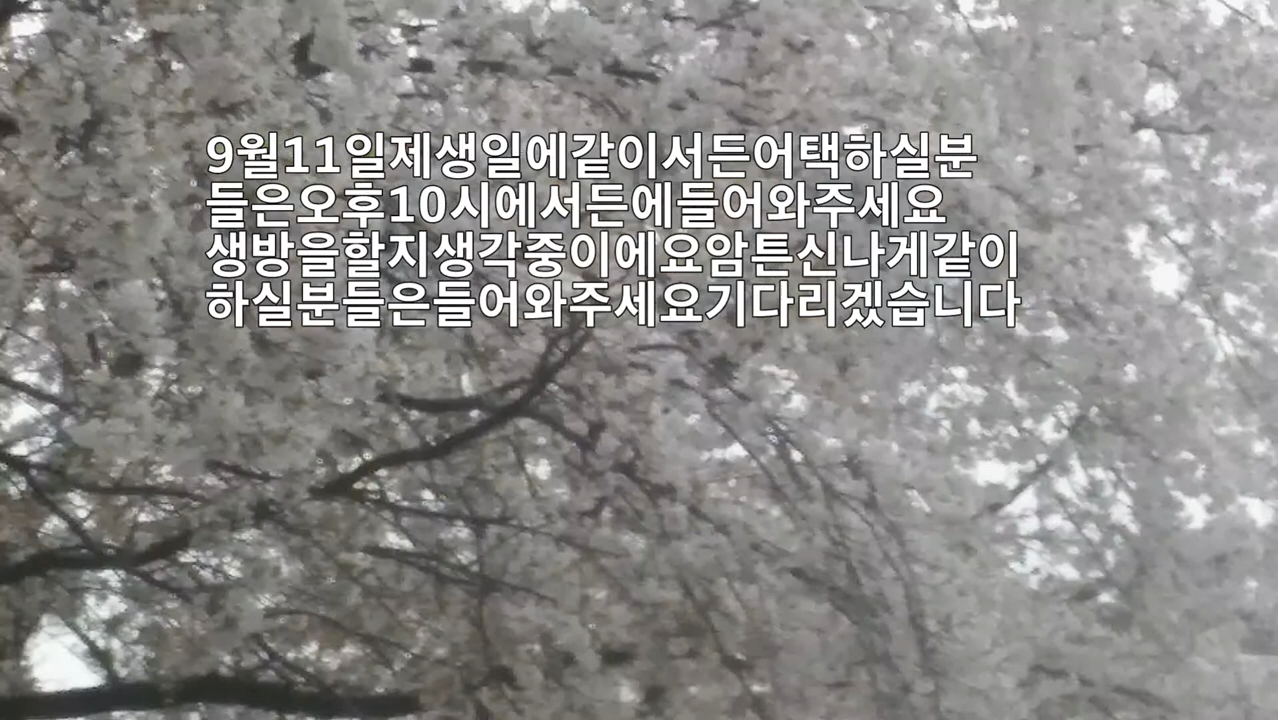 9월11일제생일에같이서든어택하실분
들은오후10시에서든에들어와주세요
생방을할지생각중이에요암튼신나게같이
하실분들은들어와주세요기다리겠습니다